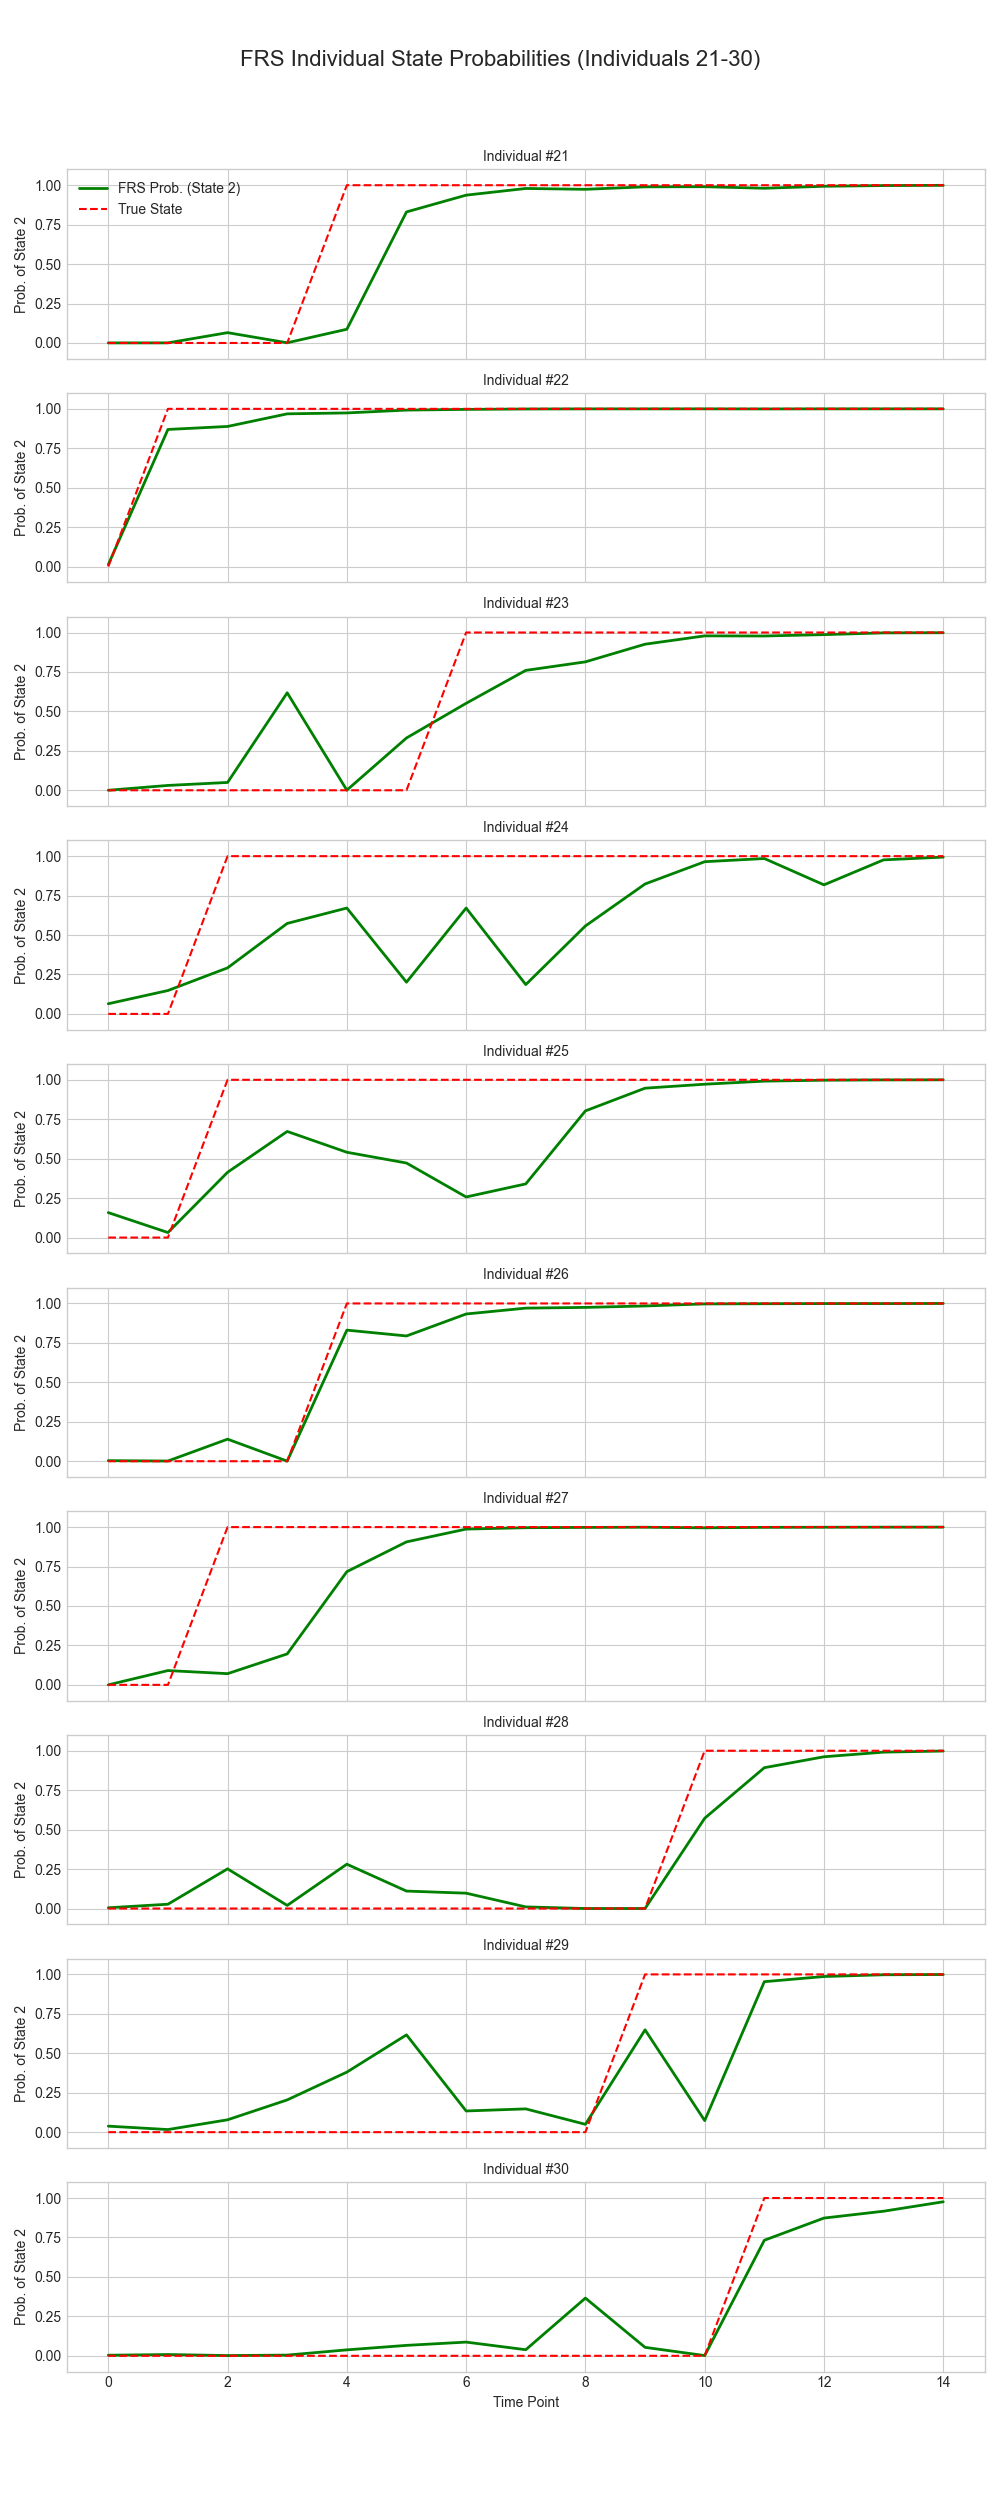 FRS Individual State Probabilities (Individuals 21-30)
Individual #21
Prob. of State 2
1.00
0.75
0.50
0.25
0.00
FRS Prob. (State 2)
True State
Individual #22
Prob. of State 2
1.00
0.75
0.50
0.25
0.00
Individual #23
Prob. of State 2
1.00
0.75
0.50
0.25
0.00
Individual #24
Prob. of State 2
1.00
0.75
0.50
0.25
0.00
Individual #25
Prob. of State 2
1.00
0.75
0.50
0.25
0.00
Individual #26
Prob. of State 2
1.00
0.75
0.50
0.25
0.00
Individual #27
Prob. of State 2
1.00
0.75
0.50
0.25
0.00
Individual #28
Prob. of State 2
1.00
0.75
0.50
0.25
0.00
Individual #29
Prob. of State 2
1.00
0.75
0.50
0.25
0.00
Individual #30
Prob. of State 2
1.00
0.75
0.50
0.25
0.00
0 2 4 6 8 10 12 14
Time Point